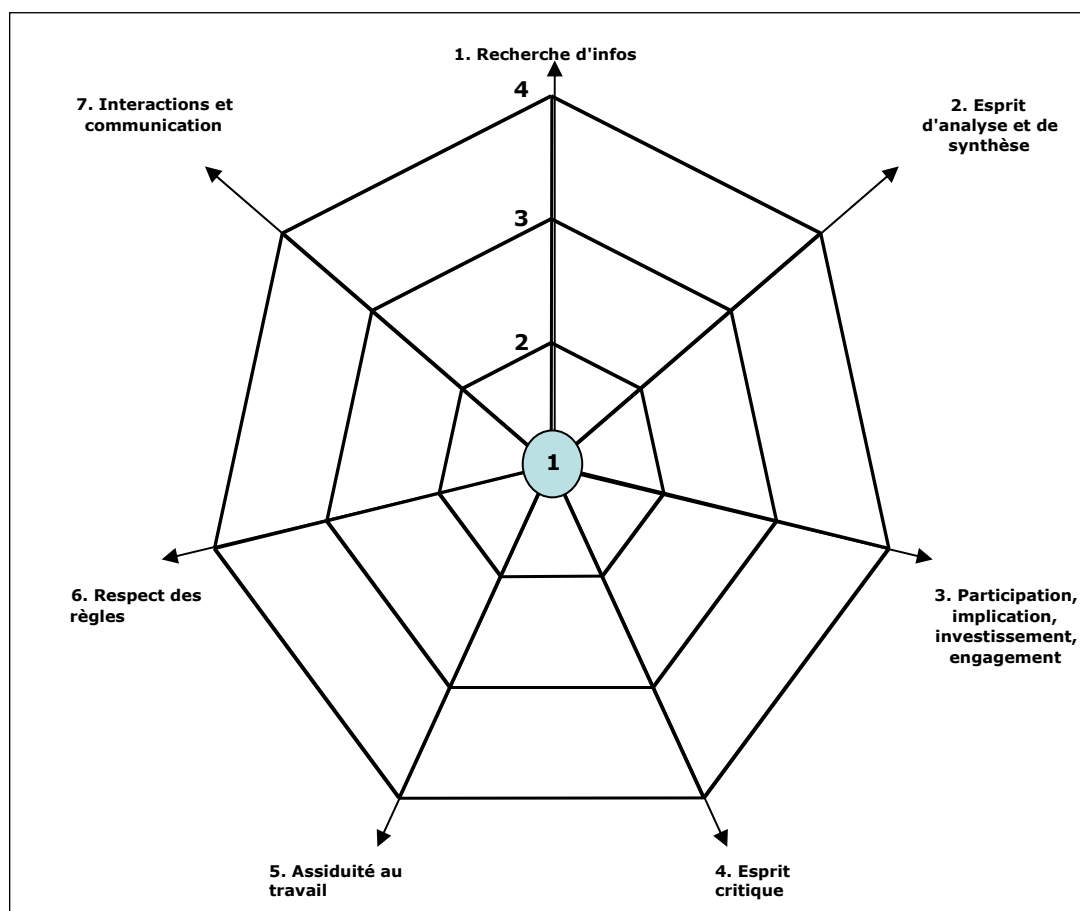 1. Recherche d'infos
4
7. Interactions et
communication
2. Esprit
d'analyse et de
synthèse
3
2
1
6. Respect des
règles
3. Participation,
implication,
investissement,
engagement
5. Assiduité au
travail
4. Esprit
critique